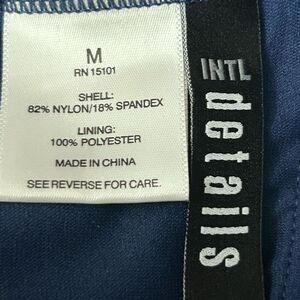 M
RN 15101
SHELL:
82% NYLON/18% SPANDEX
LINING:
100% POLYESTER
MADE IN CHINA
SEE REVERSE FOR CARE.
INTL
details